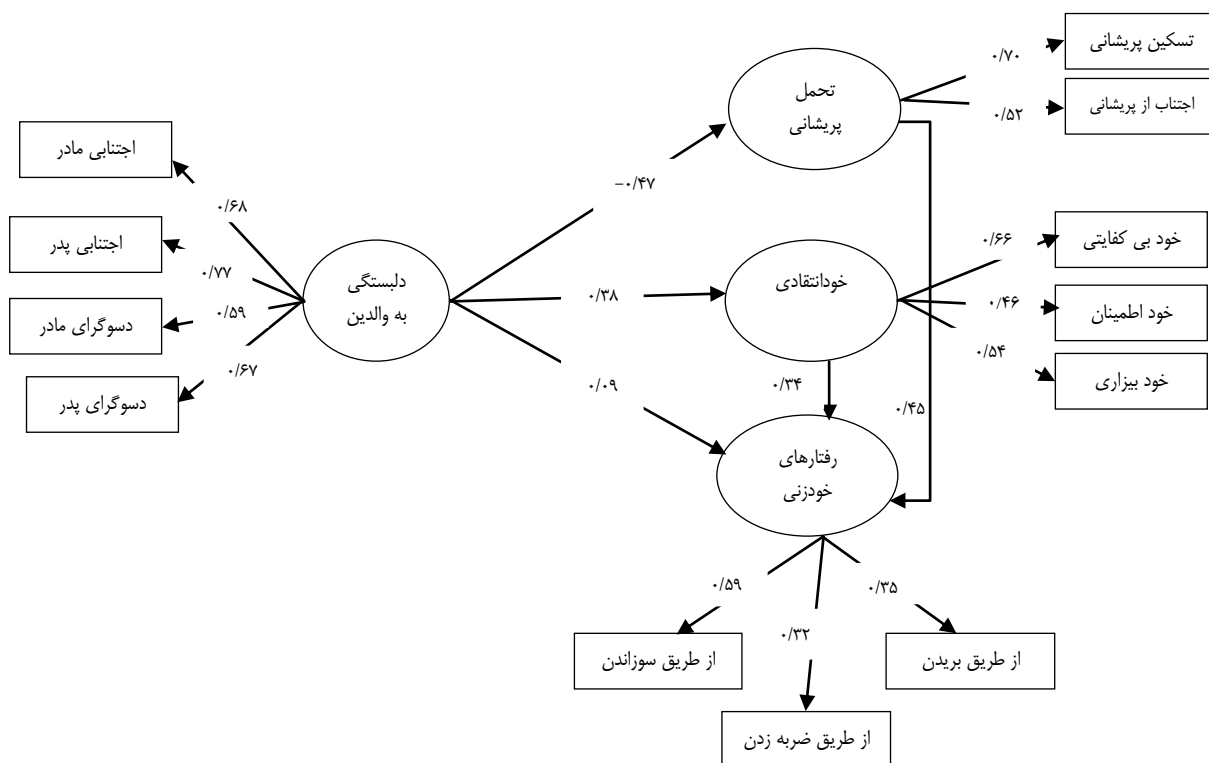 تسکین پریشانی
۰/۷۰
تحمل
پریشانی
اجتناب از پریشانی
۰/۵۲
اجتنابی مادر
-۰/۴۷
۰/۶۸
خود بی کفایتی
۰/۶۶
اجتنابی پدر
۰/۷۷
دلبستگی
به والدین
۰/۳۸
خودانتقادی
۰/۴۶
خود اطمینان
دسوگرای مادر
۰/۵۹
۰/۵۴
خود بیزاری
۰/۶۷
دسوگرای پدر
۰/۰۹
۰/۳۴
۰/۴۵
رفتارهای
خودزنی
۰/۳۵
۰/۵۹
۰/۳۲
از طریق بریدن
از طریق سوزاندن
از طریق ضربه زدن